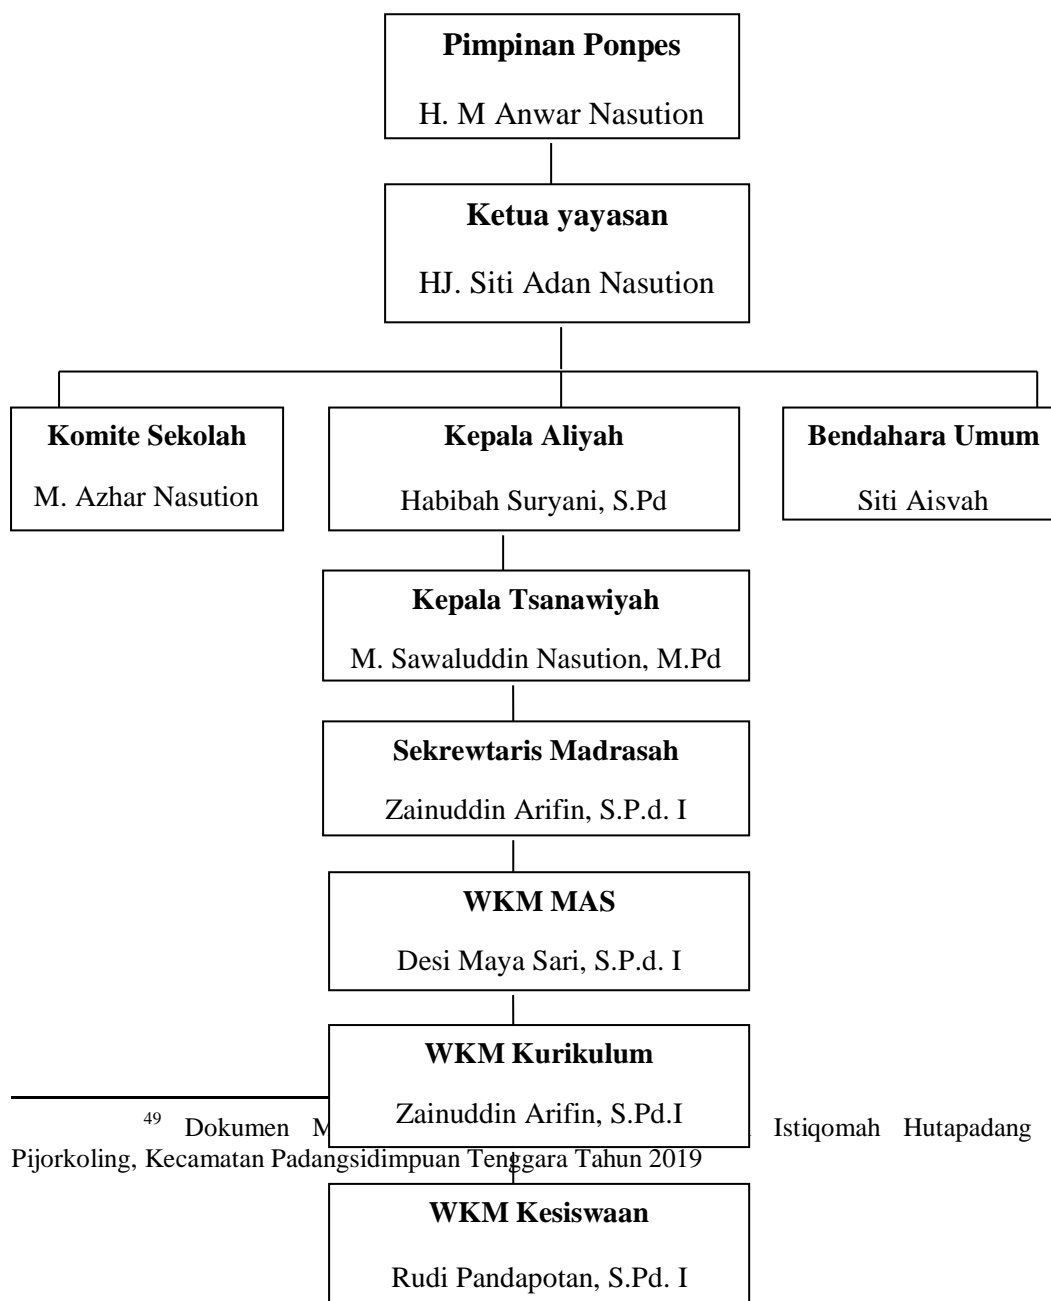 Pimpinan Ponpes
H. M Anwar Nasution
Ketua yayasan
HJ. Siti Adan Nasution
Komite Sekolah
M. Azhar Nasution
Kepala Aliyah
Habibah Suryani, S.Pd
Bendahara Umum
Siti Aisvah
Kepala Tsanawiyah
M. Sawaluddin Nasution, M.Pd
Sekrewtaris Madrasah
Zainuddin Arifin, S.P.d. I
WKM MAS
Desi Maya Sari, S.P.d. I
WKM Kurikulum
Zainuddin Arifin, S.Pd.I
49 Dokumen Istiqomah Hutapadang
Pijorkoling, Kecamatan Padangsidimpuan Tenggara Tahun 2019
WKM Kesiswaan
Rudi Pandapotan, S.Pd. I